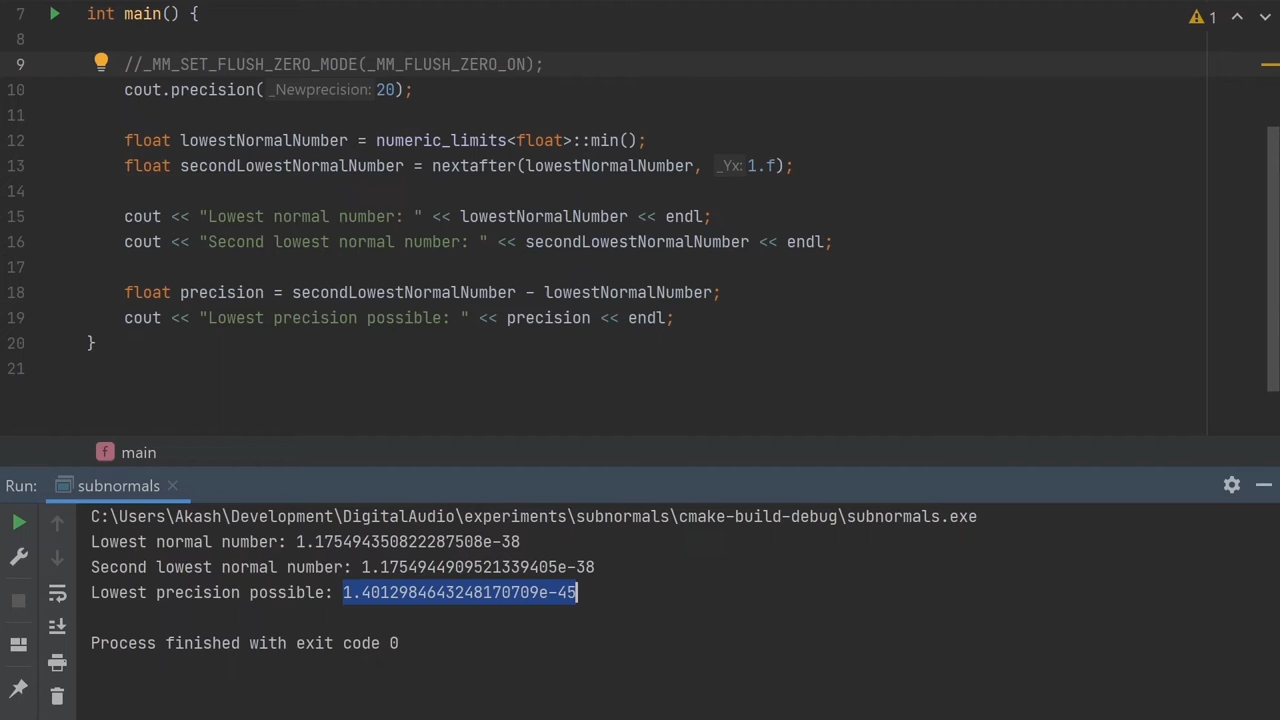 7 int main() {
8
9 //_MM_SET_FLUSH_ZERO_MODE(_MM_FLUSH_ZERO_ON);
1
10 cout.precision( _Newprecision: 20);
11
12 float lowestNormalNumber = numeric_limits<float>::min();
13 float secondLowestNormalNumber = nextafter(lowestNormalNumber, _Yx: 1.f);
14
15 cout << "Lowest normal number: " << lowestNormalNumber << endl;
16 cout << "Second lowest normal number: " << secondLowestNormalNumber << endl;
17
18 float precision = secondLowestNormalNumber - lowestNormalNumber;
19 cout << "Lowest precision possible: " << precision << endl;
20 }
21
f main
Run: subnormals
C:\Users\Akash\Development\DigitalAudio\experiments\subnormals\cmake-build-debug\subnormals.exe
Lowest normal number: 1.1754943508222875​08e-38
Second lowest normal number: 1.1754944909521339405e-38
Lowest precision possible: 1.4012984643248170709e-45
Process finished with exit code 0